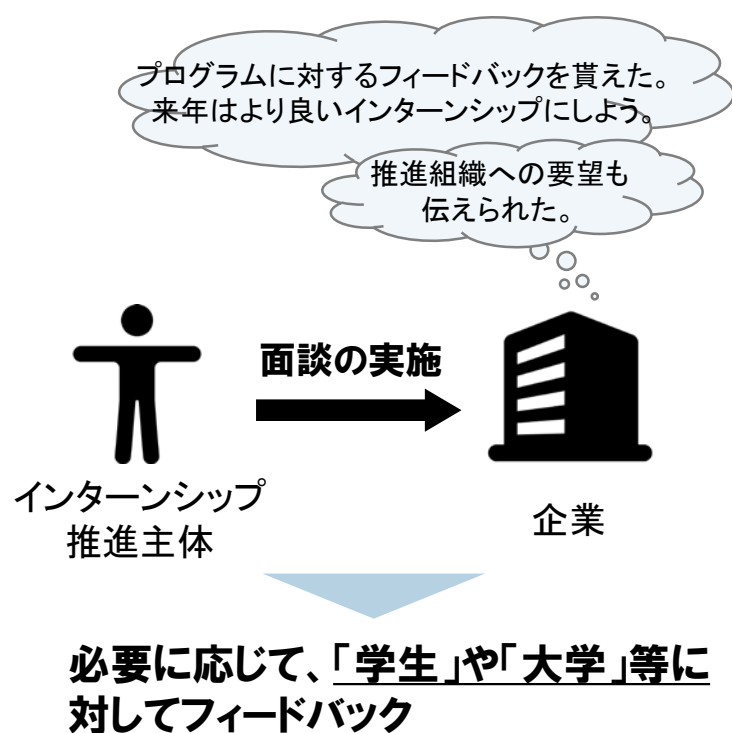 プログラムに対するフィードバックを貰えた。
来年はより良いインターンシップにしよう。
推進組織への要望も
伝えられた。
面談の実施
インターンシップ
推進主体
企業
必要に応じて、「学生」や「大学」等に
対してフィードバック